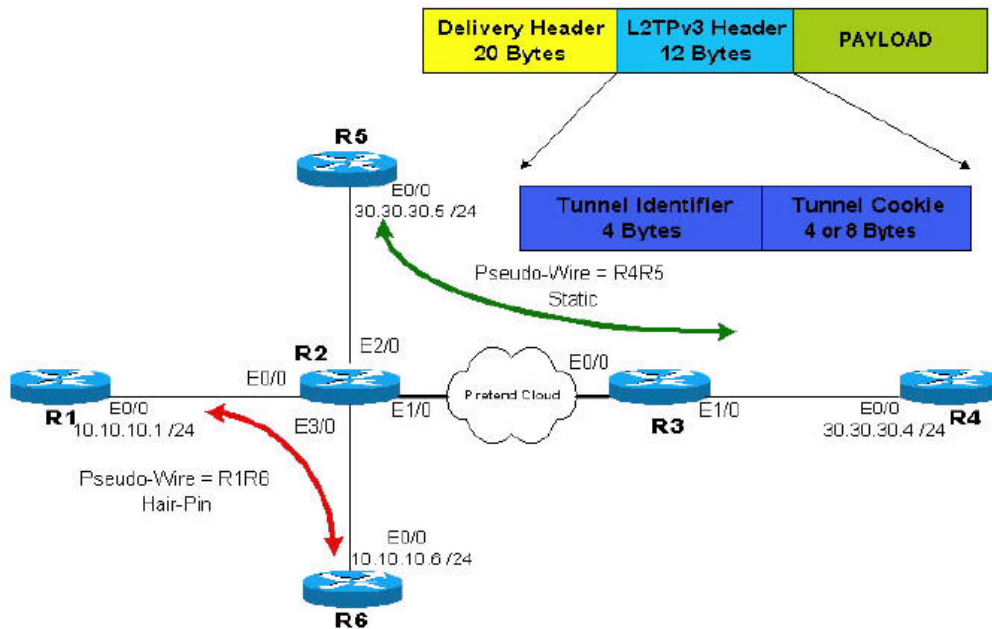 Delivery Header
20 Bytes
L2TPv3 Header
12 Bytes
PAYLOAD
R5
E0/0
30.30.30.5 /24
Tunnel Identifier
4 Bytes
Tunnel Cookie
4 or 8 Bytes
Pseudo-Wire = R4R5
Static
E2/0
R2
E0/0
E0/0
Pretend Cloud
R1
E0/0
10.10.10.1 /24
E3/0
E1/0
R3
E1/0
E0/0
30.30.30.4 /24
R4
Pseudo-Wire = R1R6
Hair-Pin
E0/0
10.10.10.6 /24
R6